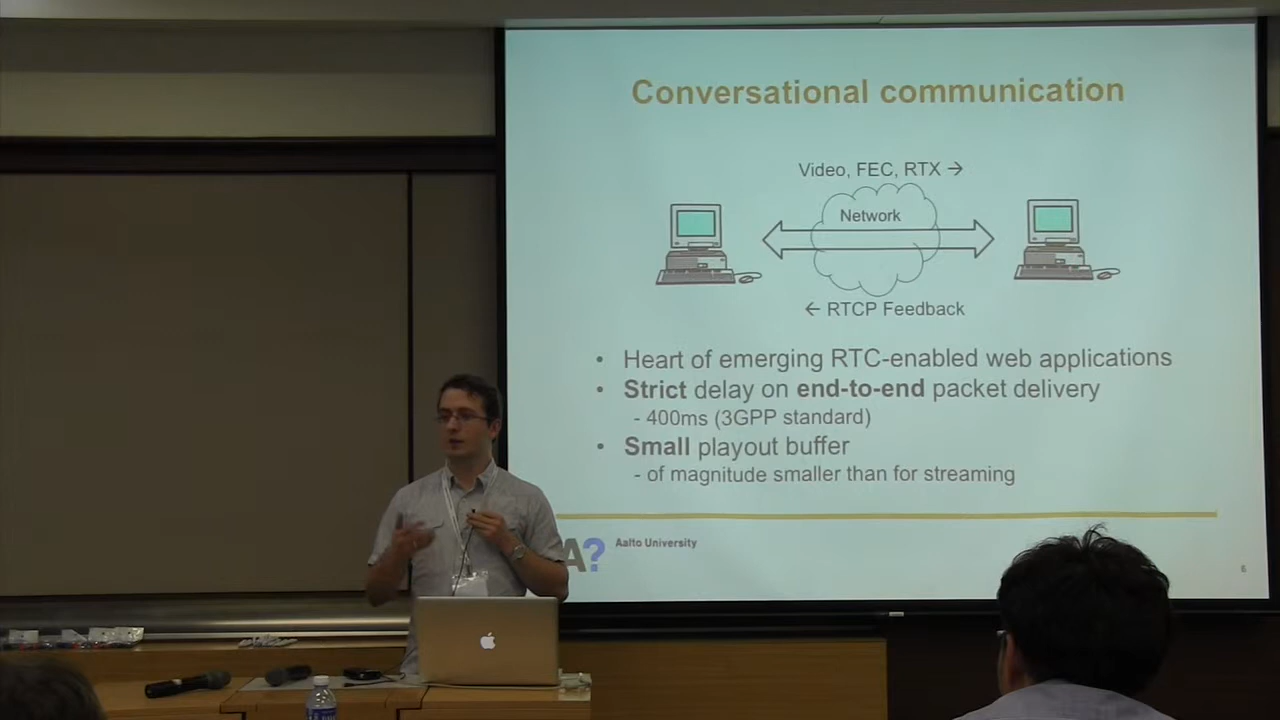 Conversational communication
Video, FEC, RTX →
Network
← RTCP Feedback
• Heart of emerging RTC-enabled web applications
• Strict delay on end-to-end packet delivery
- 400ms (3GPP standard)
• Small playout buffer
- of magnitude smaller than for streaming
A?
Aalto University
6